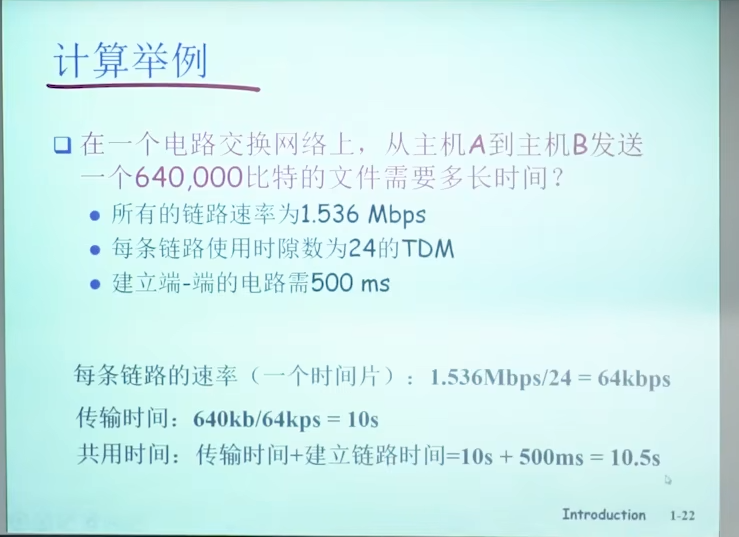 计算举例
在一个电路交换网络上，从主机A到主机B发送
一个640,000比特的文件需要多长时间？
所有的链路速率为1.536 Mbps
每条链路使用时隙数为24的TDM
建立端-端的电路需500 ms
每条链路的速率（一个时间片）：1.536Mbps/24 = 64kbps
传输时间：640kb/64kps = 10s
共用时间：传输时间+建立链路时间=10s + 500ms = 10.5s
Introduction 1-22